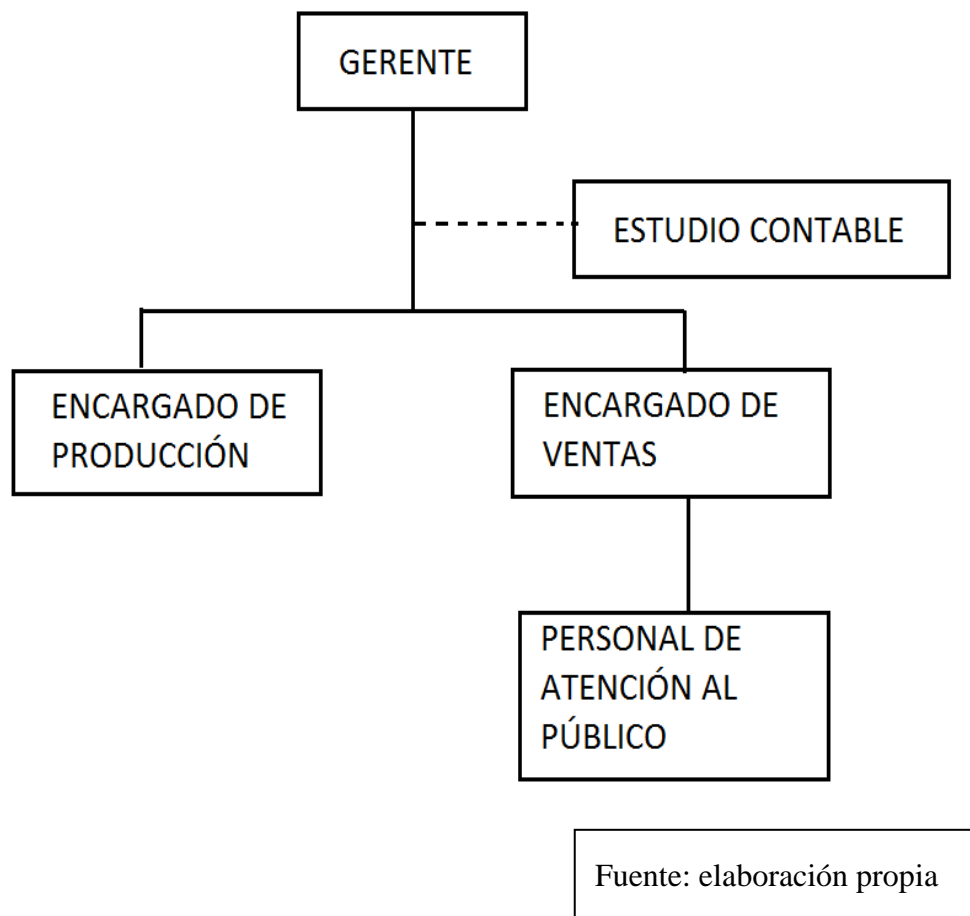 GERENTE
ESTUDIO CONTABLE
ENCARGADO DE
PRODUCCIÓN
ENCARGADO DE
VENTAS
PERSONAL DE
ATENCIÓN AL
PÚBLICO
Fuente: elaboración propia